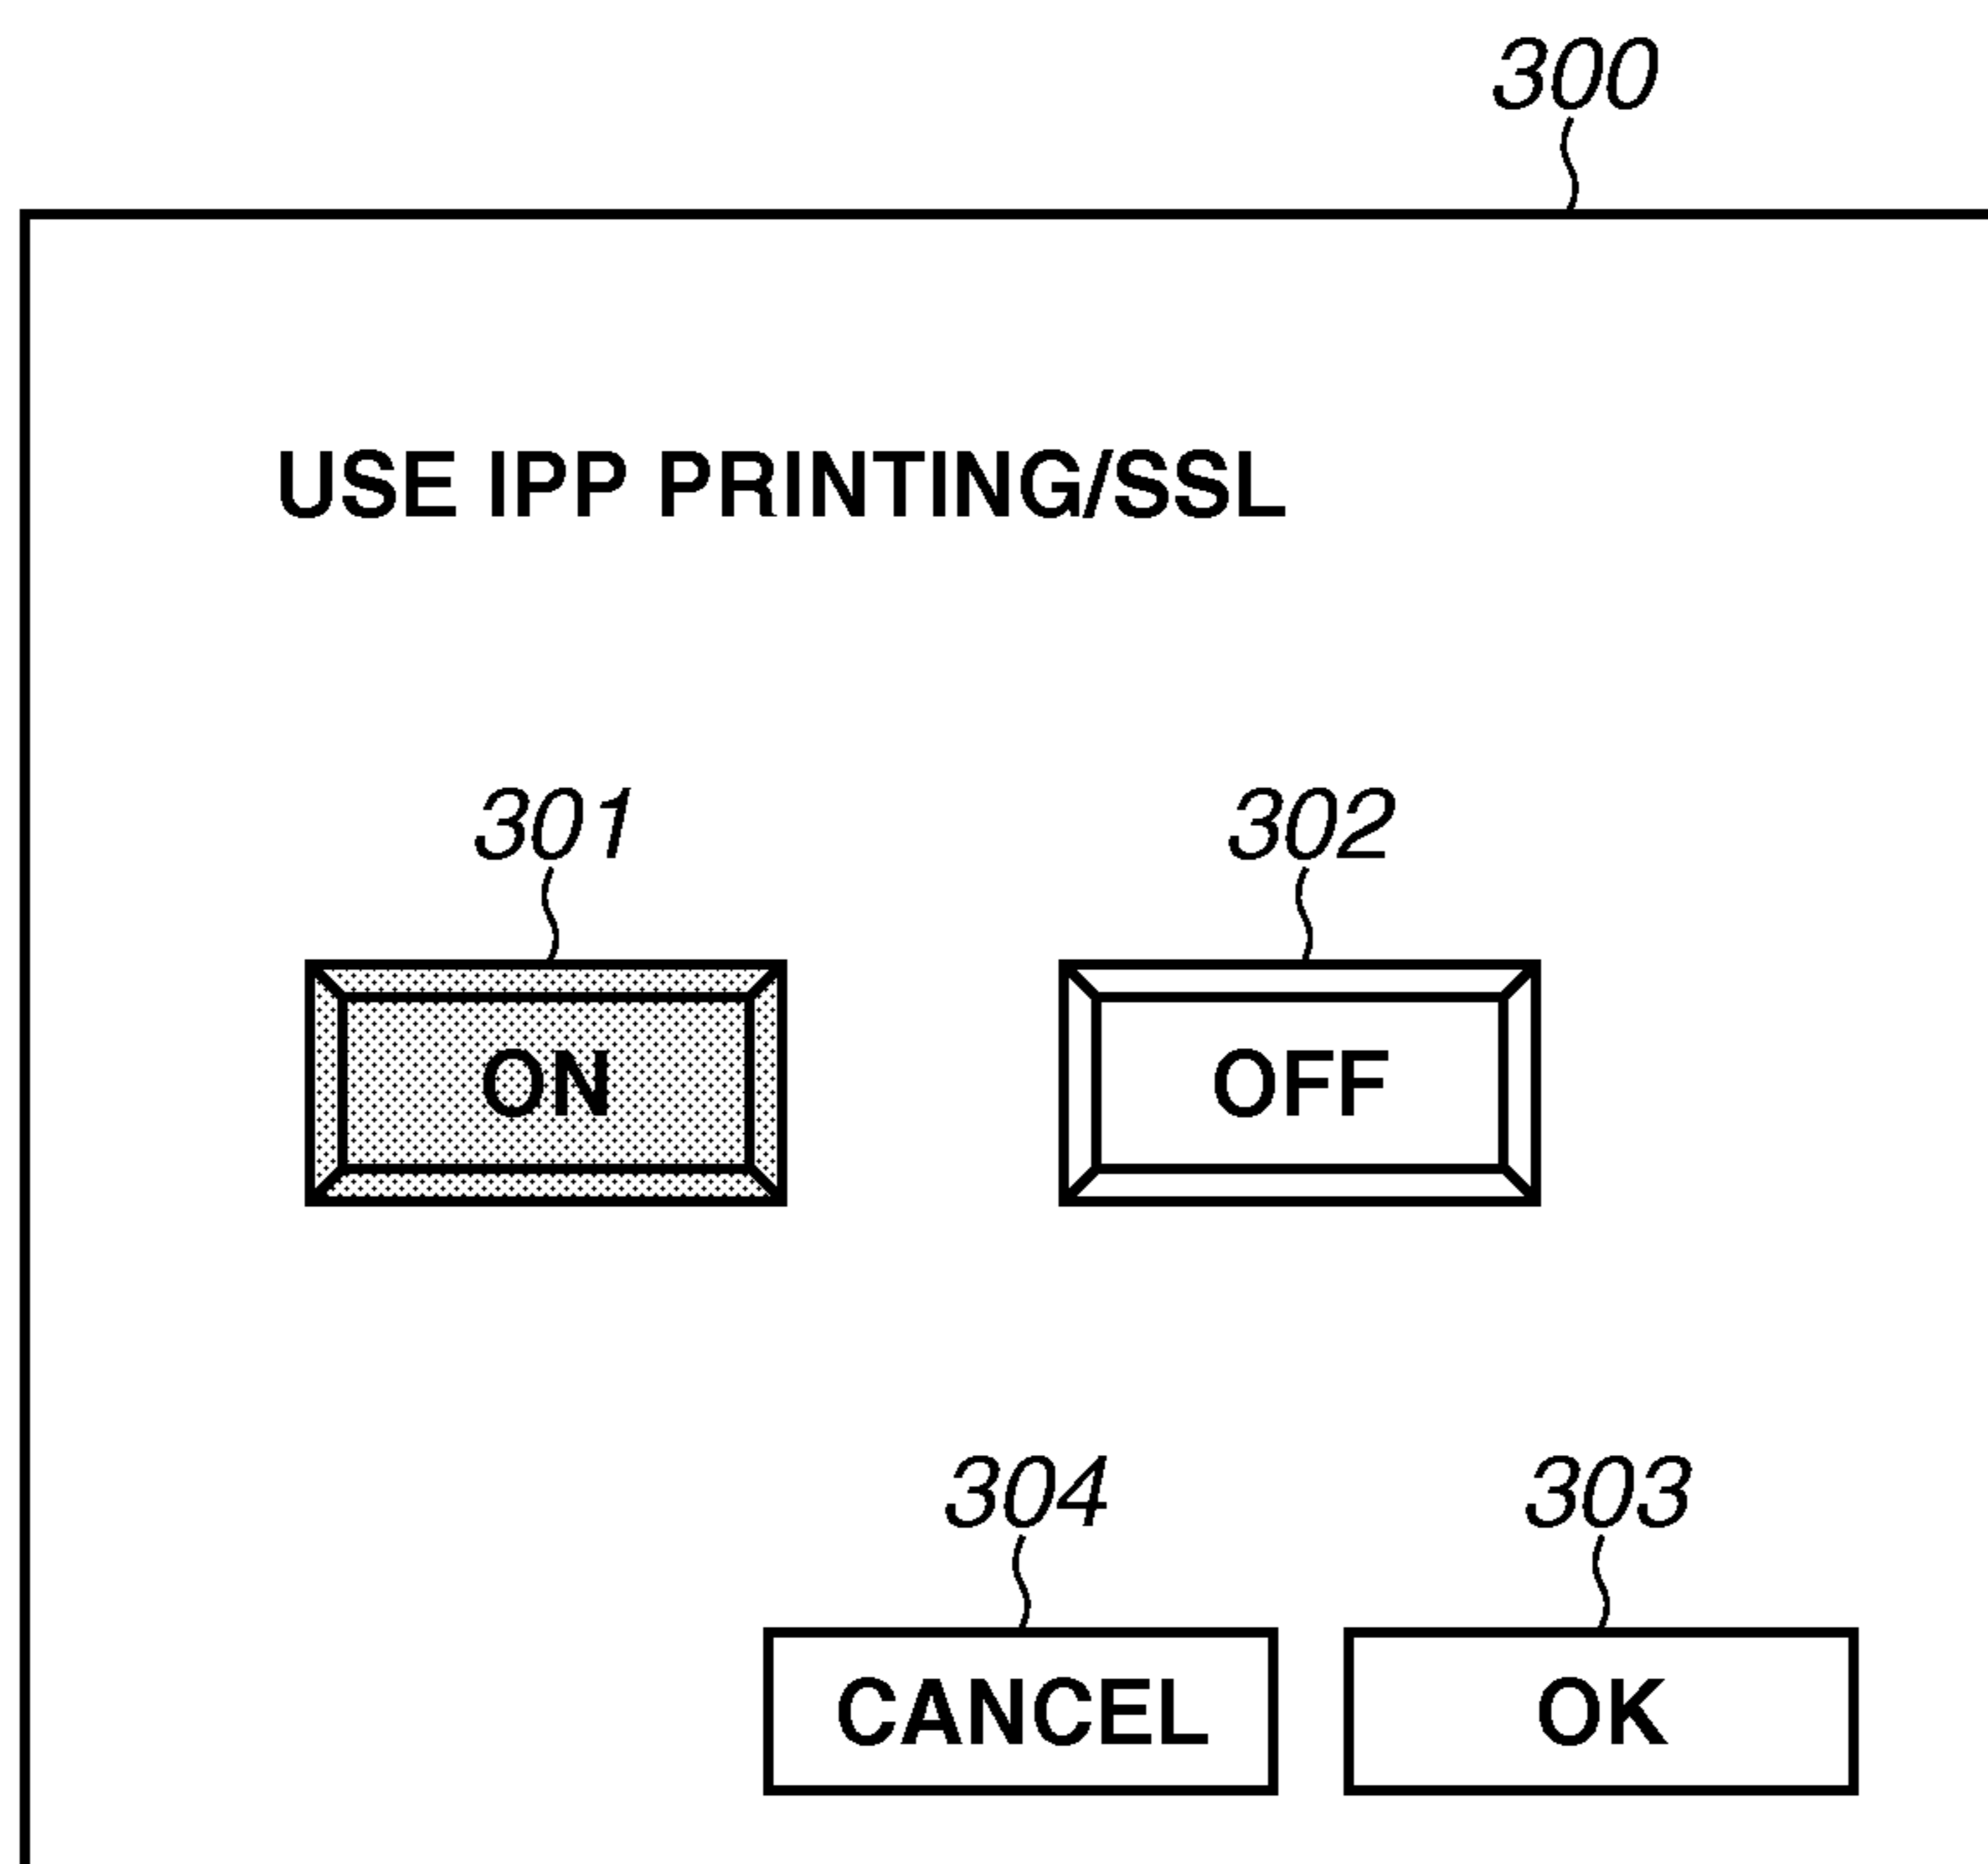 300
USE IPP PRINTING/SSL
301 302
ON OFF
304 303
CANCEL OK